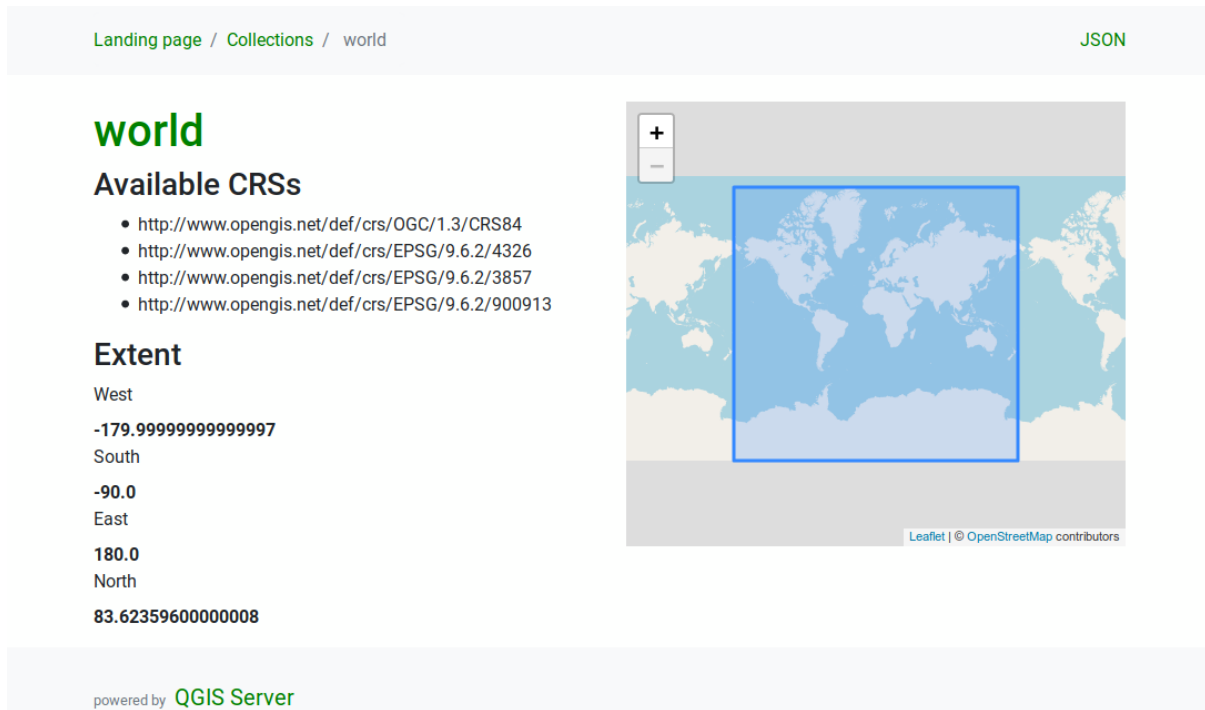 Landing page / Collections / world
JSON
world
Available CRSs
http://www.opengis.net/def/crs/OGC/1.3/CRS84
http://www.opengis.net/def/crs/EPSG/9.6.2/4326
http://www.opengis.net/def/crs/EPSG/9.6.2/3857
http://www.opengis.net/def/crs/EPSG/9.6.2/900913
Extent
West
-179.99999999999997
South
-90.0
East
180.0
North
83.62359600000008
+
−
Leaflet | © OpenStreetMap contributors
powered by QGIS Server